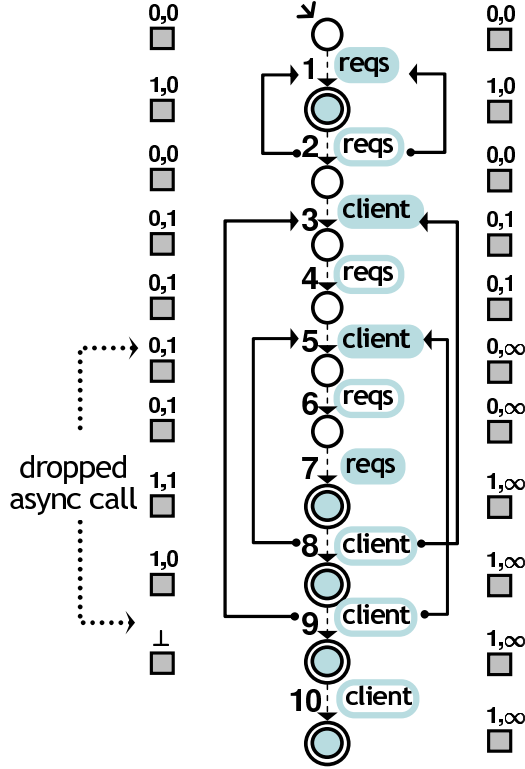 0,0
0,0
1 reqs
1,0
1,0
2 reqs
0,0
0,0
3 client
0,1
0,1
4 reqs
0,1
0,1
5 client
0,1
0,∞
6 reqs
0,1
0,∞
dropped
async call
7 reqs
1,1
1,∞
8 client
1,0
1,∞
9 client
⊥
1,∞
10 client
1,∞